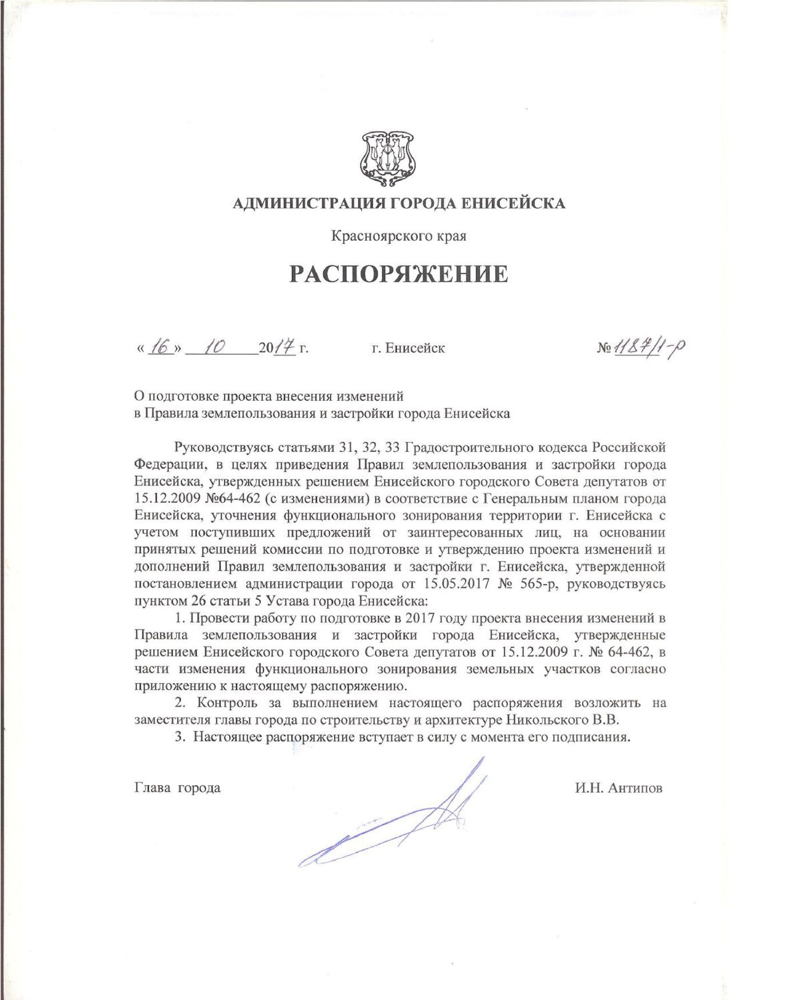 АДМИНИСТРАЦИЯ ГОРОДА ЕНИСЕЙСКА
Красноярского края
РАСПОРЯЖЕНИЕ
« 16 » 10 2017 г. г. Енисейск № 1187/1-р
О подготовке проекта внесения изменений
в Правила землепользования и застройки города Енисейска
Руководствуясь статьями 31, 32, 33 Градостроительного кодекса Российской
Федерации, в целях приведения Правил землепользования и застройки города
Енисейска, утвержденных решением Енисейского городского Совета депутатов от
15.12.2009 №64-462 (с изменениями) в соответствие с Генеральным планом города
Енисейска, уточнения функционального зонирования территории г. Енисейска с
учетом поступивших предложений от заинтересованных лиц, на основании
принятых решений комиссии по подготовке и утверждению проекта изменений и
дополнений Правил землепользования и застройки г. Енисейска, утвержденной
постановлением администрации города от 15.05.2017 № 565-р, руководствуясь
пунктом 26 статьи 5 Устава города Енисейска:
1. Провести работу по подготовке в 2017 году проекта внесения изменений в
Правила землепользования и застройки города Енисейска, утвержденные
решением Енисейского городского Совета депутатов от 15.12.2009 г. № 64-462, в
части изменения функционального зонирования земельных участков согласно
приложению к настоящему распоряжению.
2. Контроль за выполнением настоящего распоряжения возложить на
заместителя главы города по строительству и архитектуре Никольского В.В.
3. Настоящее распоряжение вступает в силу с момента его подписания.
Глава города И.Н. Антипов